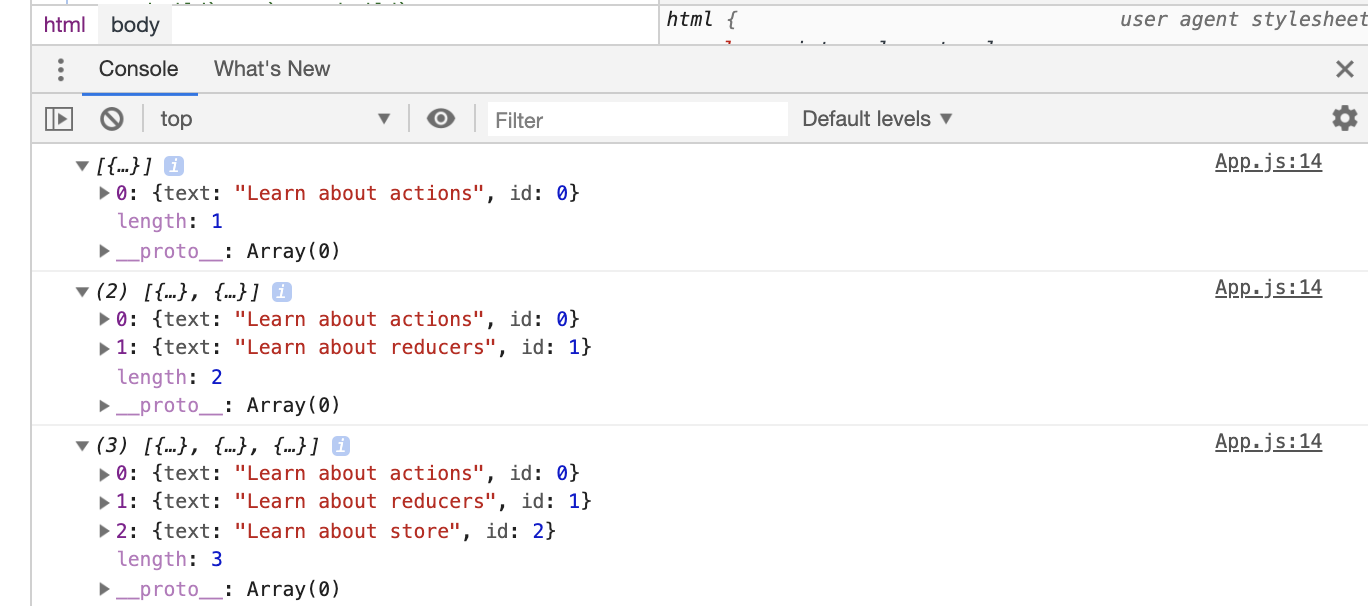 html body
html {
user agent stylesheet
Console What's New
top Filter Default levels
[{…}] i App.js:14
0: {text: "Learn about actions", id: 0}
length: 1
__proto__: Array(0)
(2) [{…}, {…}] i App.js:14
0: {text: "Learn about actions", id: 0}
1: {text: "Learn about reducers", id: 1}
length: 2
__proto__: Array(0)
(3) [{…}, {…}, {…}] i App.js:14
0: {text: "Learn about actions", id: 0}
1: {text: "Learn about reducers", id: 1}
2: {text: "Learn about store", id: 2}
length: 3
__proto__: Array(0)